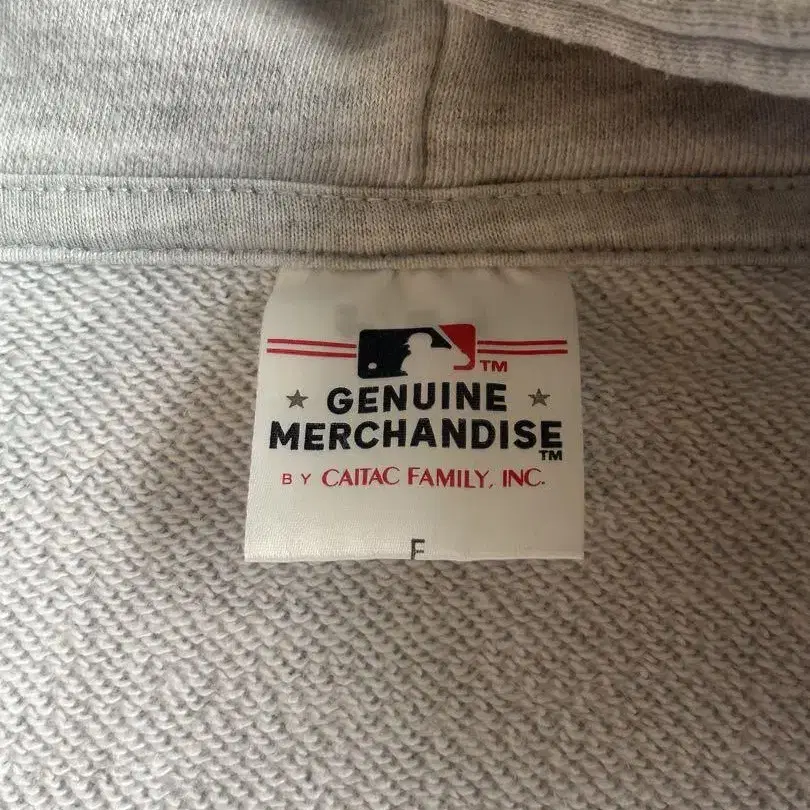 TM
GENUINE
MERCHANDISE
TM
BY CAITAC FAMILY, INC.
F